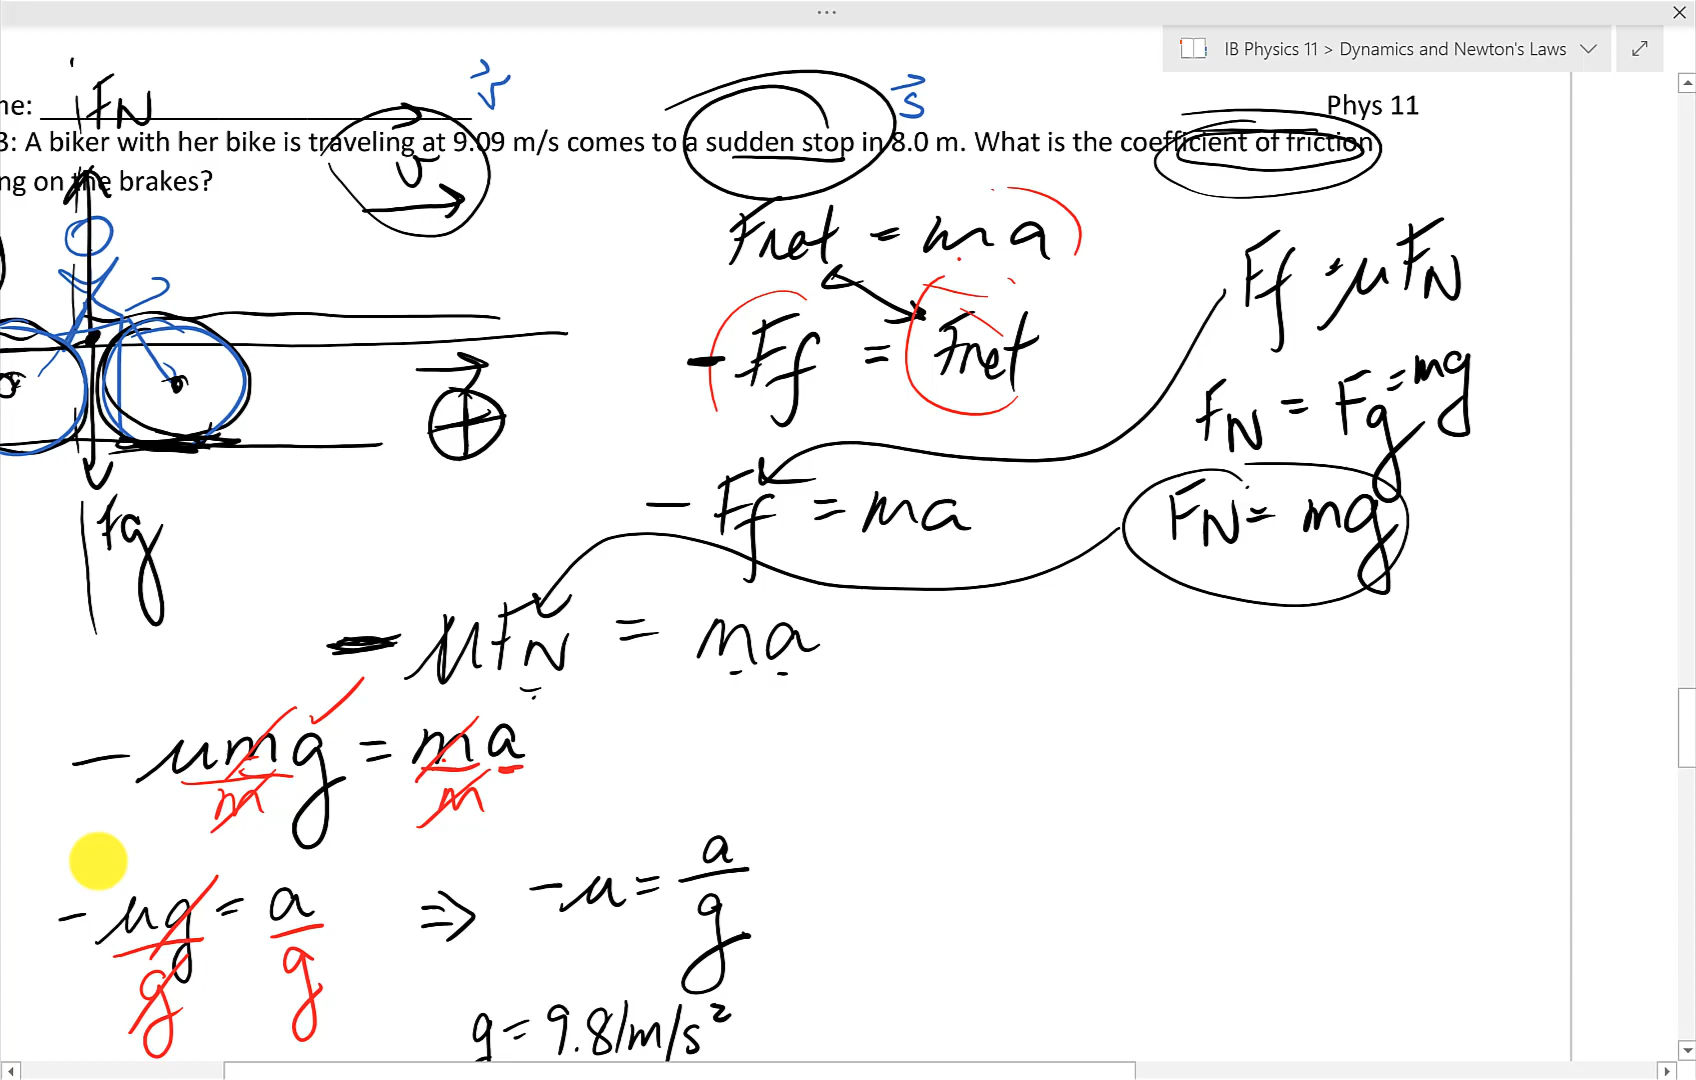 IB Physics 11 > Dynamics and Newton's Laws
ne:
Phys 11
3: A biker with her bike is traveling at 9.09 m/s comes to a sudden stop in 8.0 m. What is the coefficient of friction
ng on the brakes?
FN
v
s
v
Fnet = ma
Ff = μFN
-Ff = Fnet
FN = Fg = mg
-Ff = ma
FN = mg
Fg
-μFN = ma
-μmg = ma
m m
-μg = a
g g
⇒ -μ = a
g
g = 9.81m/s²